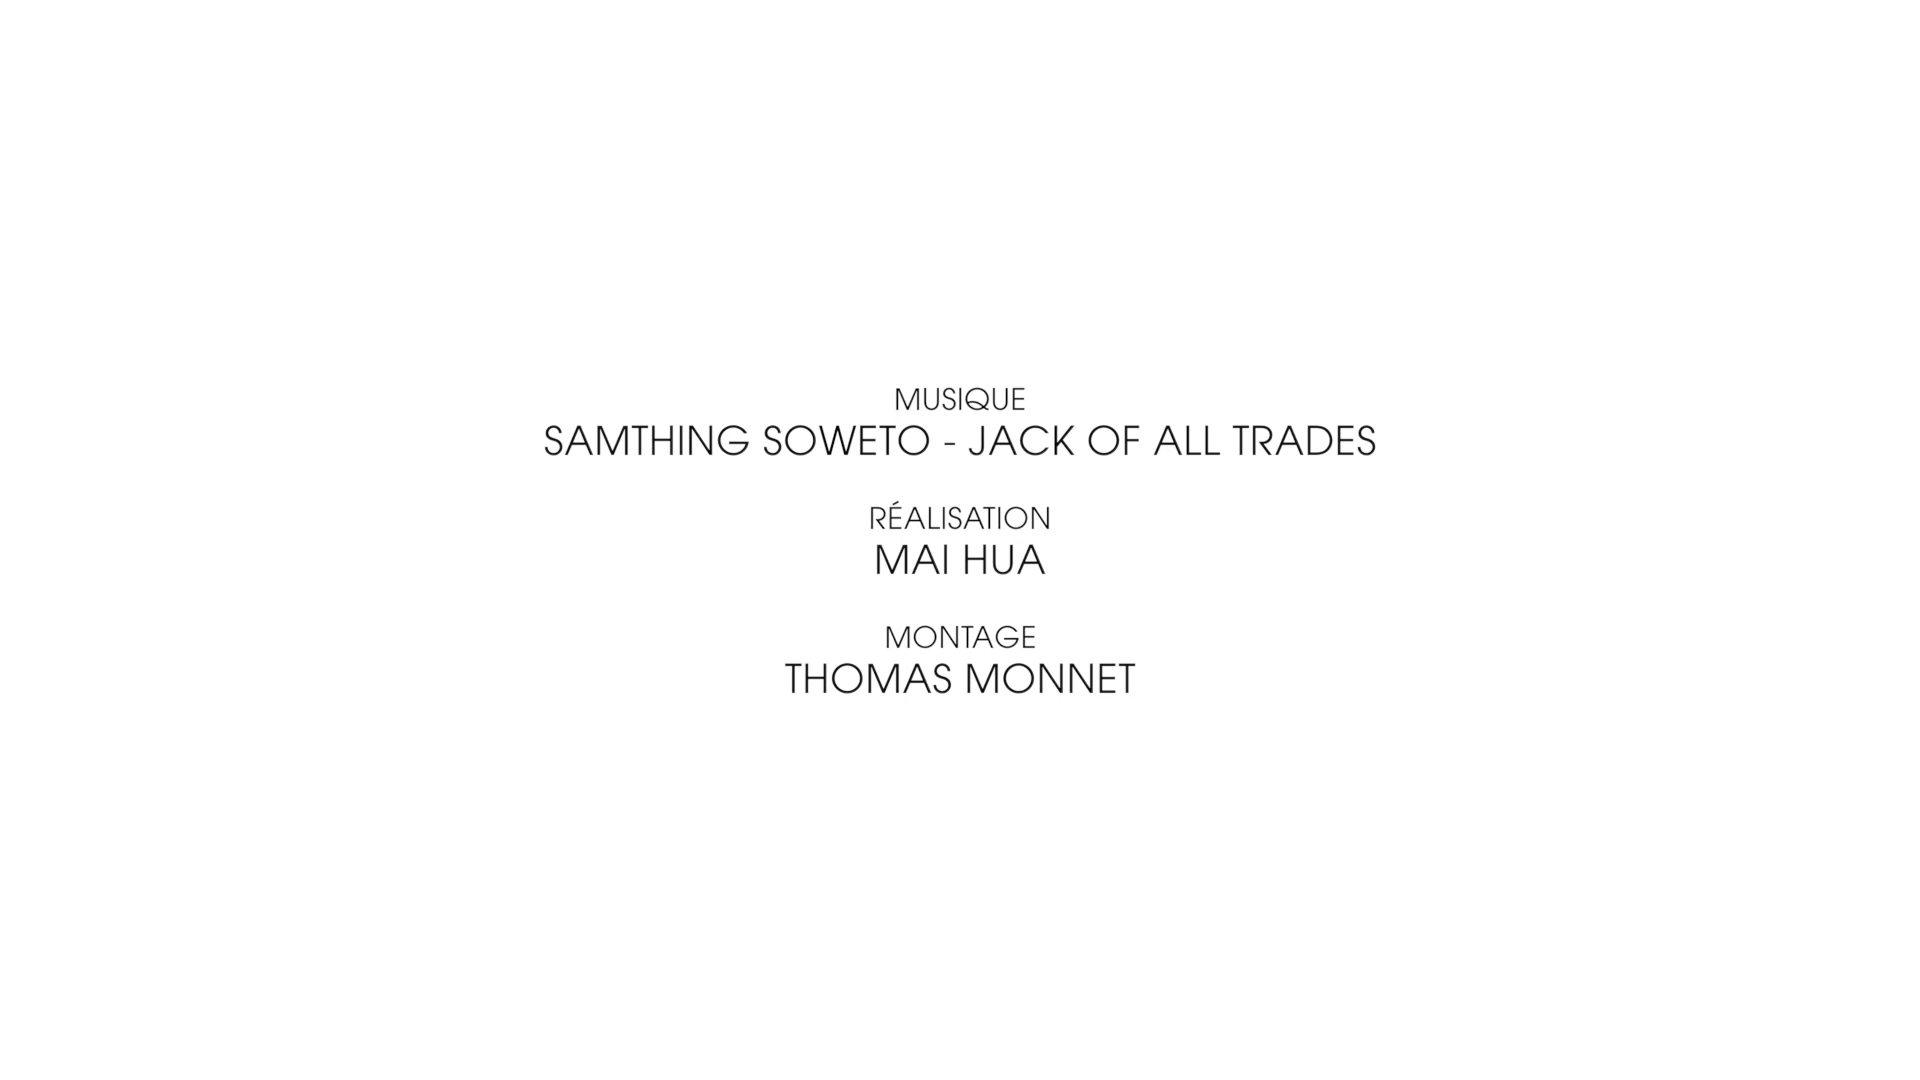 MUSIQUE
SAMTHING SOWETO - JACK OF ALL TRADES
RÉALISATION
MAI HUA
MONTAGE
THOMAS MONNET